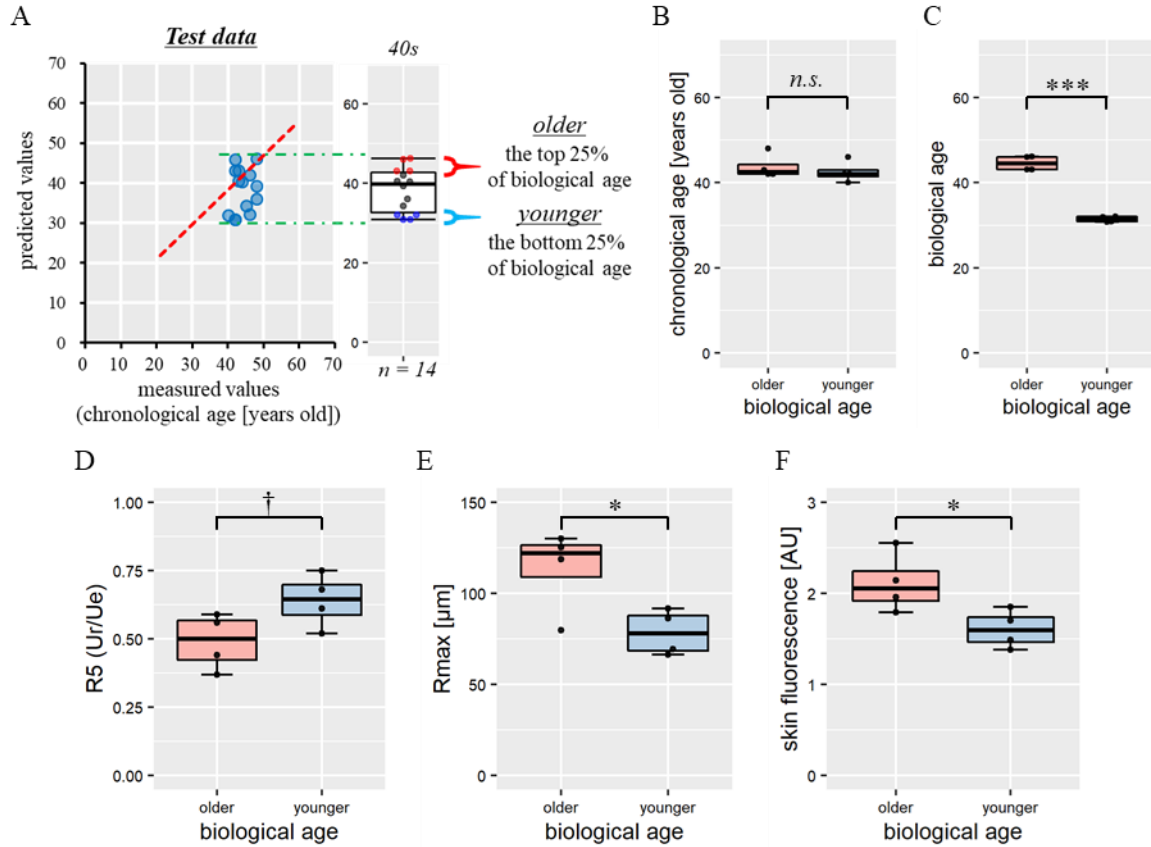 A
Test data
predicted values
70
60
50
40
30
20
10
0
0 10 20 30 40 50 60 70
measured values
(chronological age [years old])
40s
60
40
20
0
n = 14
older
the top 25%
of biological age
younger
the bottom 25%
of biological age
B
chronological age [years old]
60
40
20
0
n.s.
older younger
biological age
C
biological age
60
40
20
0
***
older younger
biological age
D
R5 (Ur/Ue)
1.00
0.75
0.50
0.25
0.00
†
older younger
biological age
E
Rmax [μm]
150
100
50
0
*
older younger
biological age
F
skin fluorescence [AU]
3
2
1
0
*
older younger
biological age